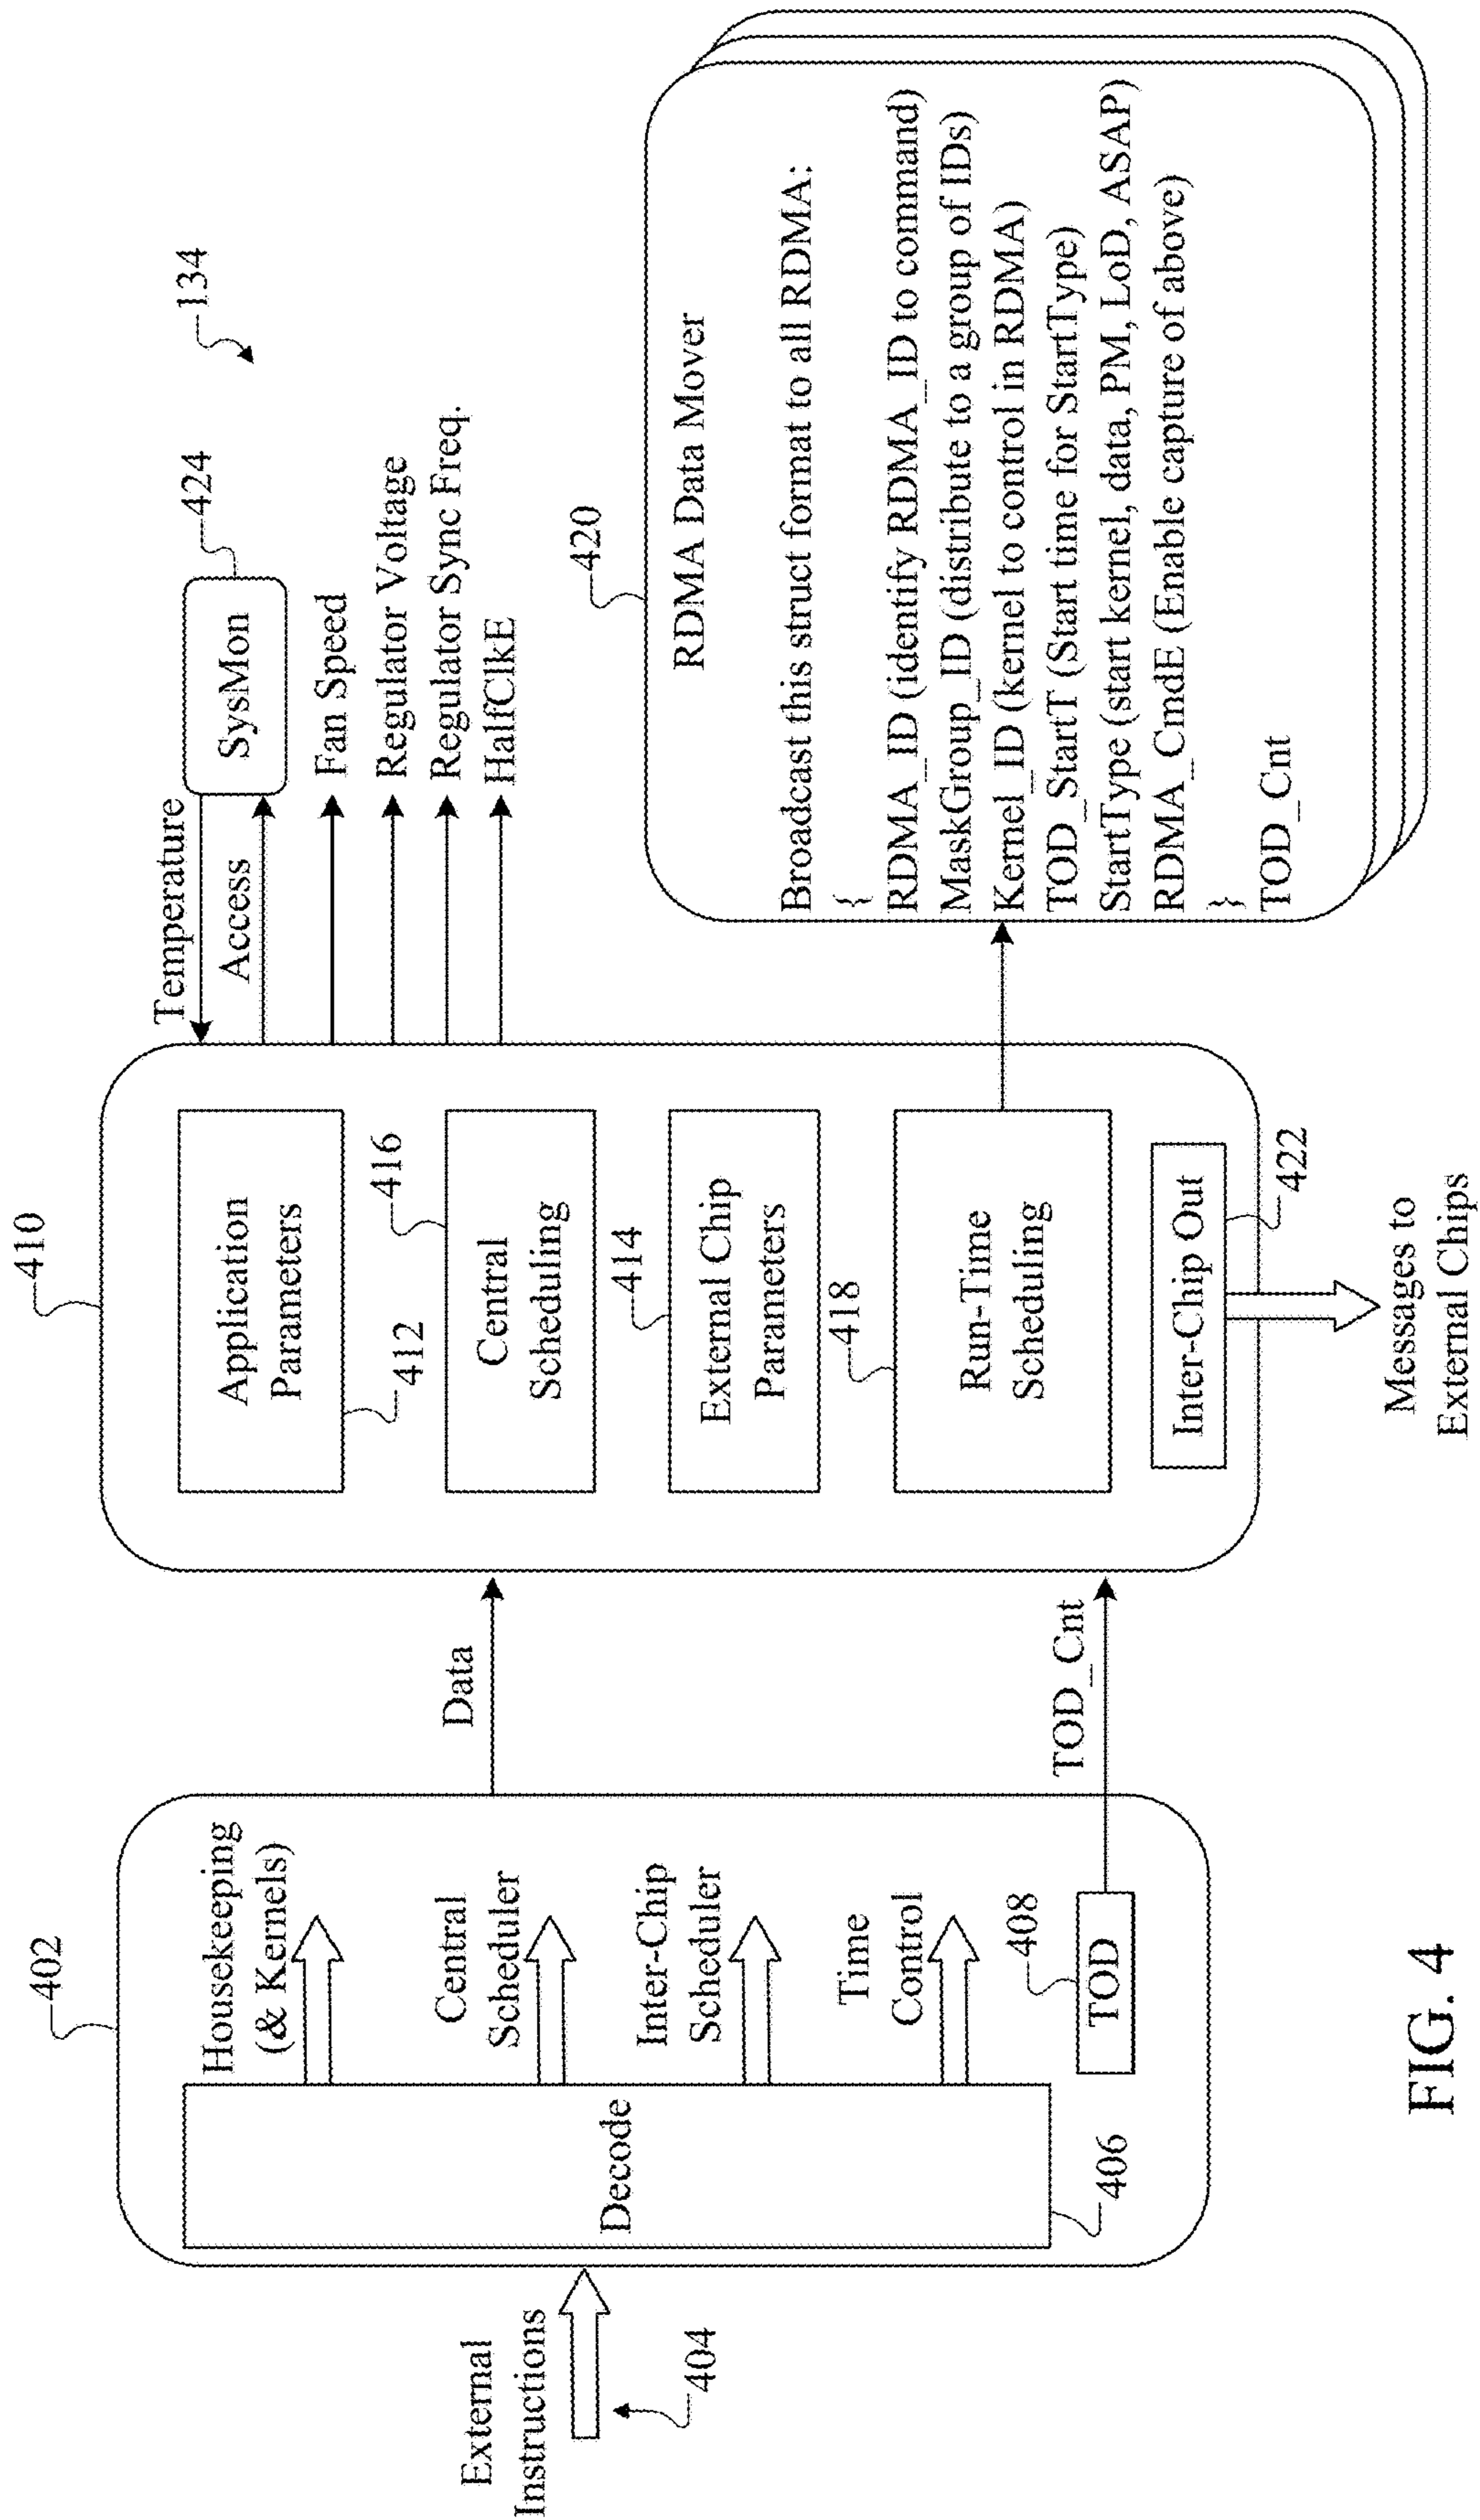 134
402
External
Instructions
404
Decode
406
Housekeeping
(& Kernels)
Central
Scheduler
Inter-Chip
Scheduler
Time
Control
408
TOD
Data
TOD_Cnt
410
Application
Parameters
412
416
Central
Scheduling
414
External Chip
Parameters
418
Run-Time
Scheduling
Inter-Chip Out
422
Messages to
External Chips
Temperature
Access
424
SysMon
Fan Speed
Regulator Voltage
Regulator Sync Freq.
HalfClkE
420
RDMA Data Mover
Broadcast this struct format to all RDMA:
{
RDMA_ID (identify RDMA_ID to command)
MaskGroup_ID (distribute to a group of IDs)
Kernel_ID (kernel to control in RDMA)
TOD_StartT (Start time for StartType)
StartType (start kernel, data, PM, LoD, ASAP)
RDMA_CmdE (Enable capture of above)
}
TOD_Cnt
FIG. 4